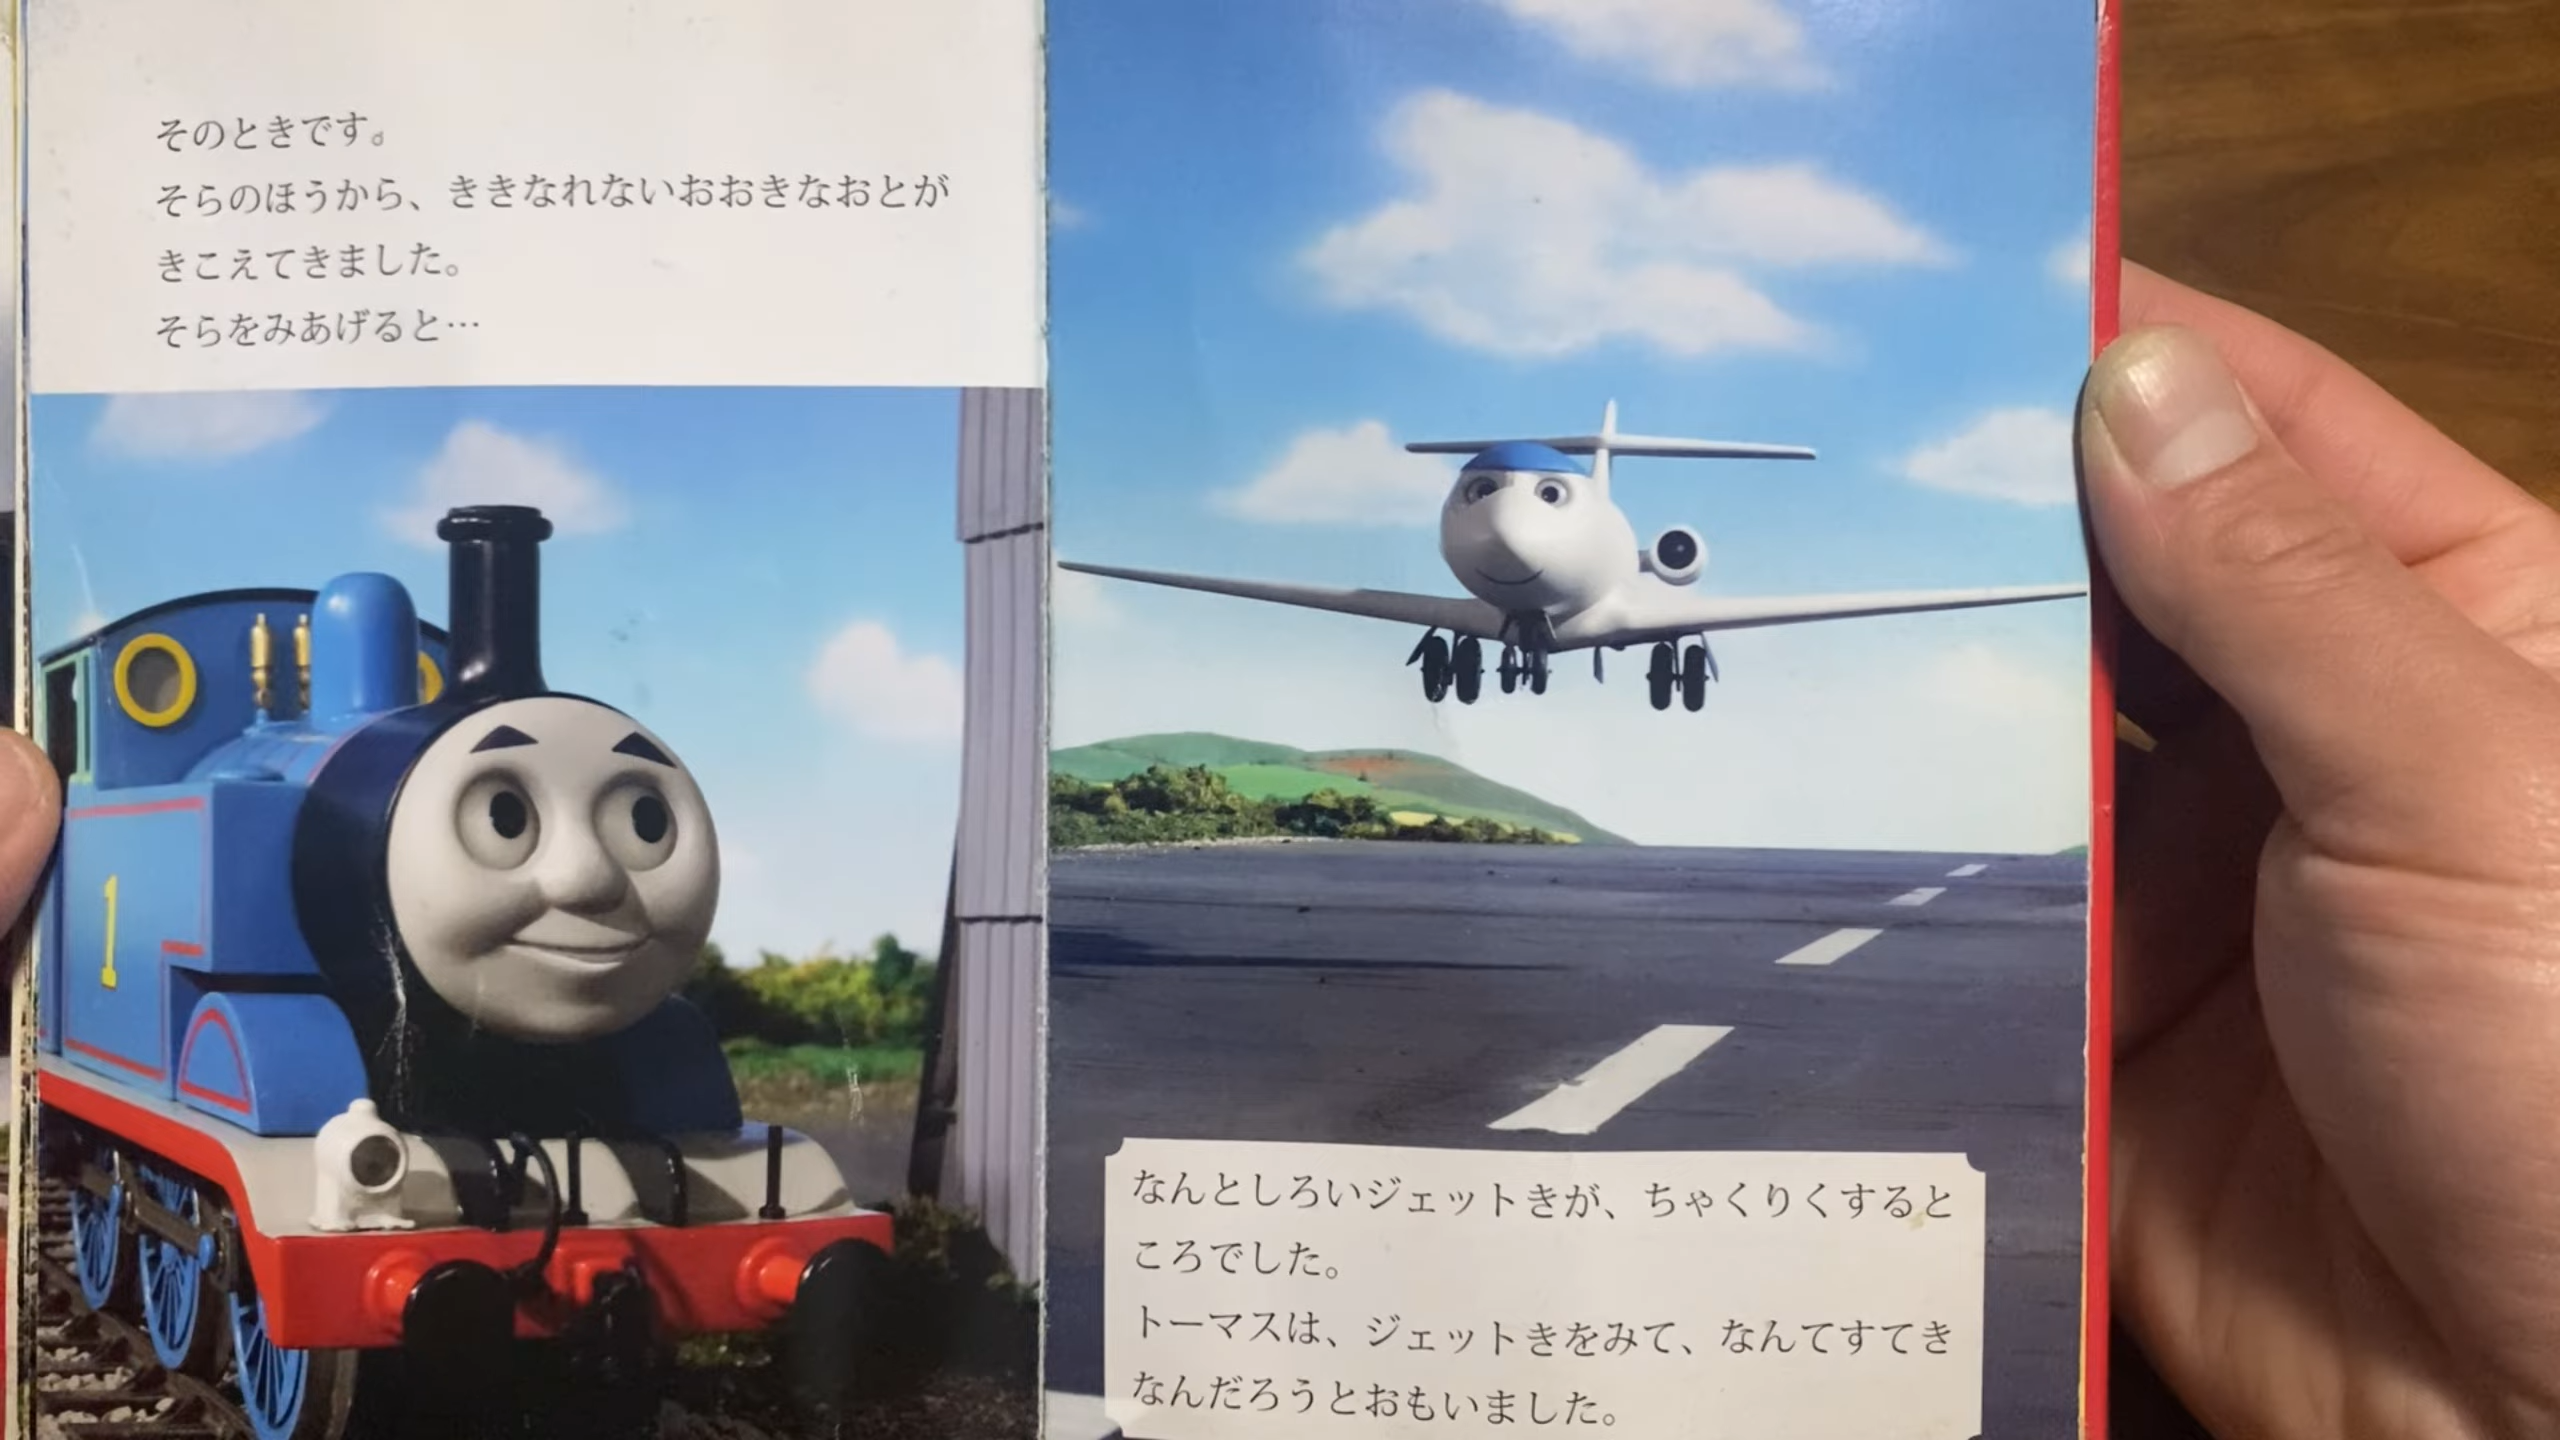 そのときです。
そらのほうから、ききなれないおおきなおとが
きこえてきました。
そらをみあげると…
1
なんとしろいジェットきが、ちゃくりくすると
ころでした。
トーマスは、ジェットきをみて、なんてすてき
なんだろうとおもいました。